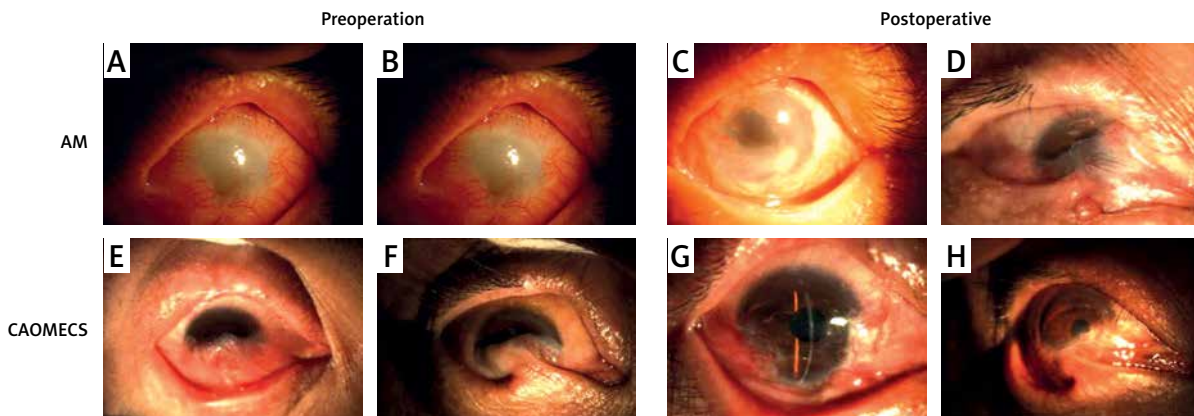 Preoperation
Postoperative
A
B
C
D
AM
E
F
G
H
CAOMECS